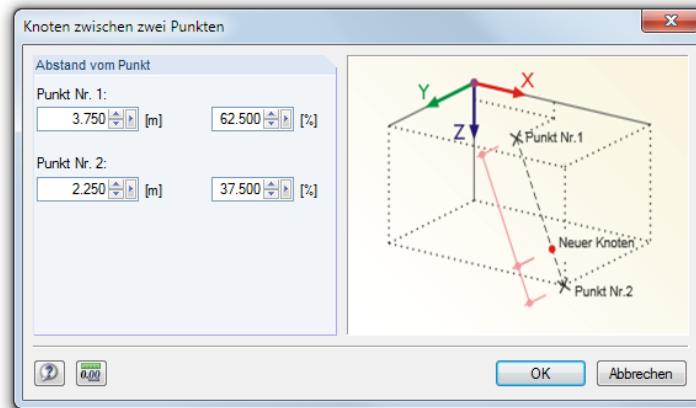 Knoten zwischen zwei Punkten
Abstand vom Punkt
Punkt Nr. 1:
3.750 [m] 62.500 [%]
Punkt Nr. 2:
2.250 [m] 37.500 [%]
Y X
Z
Punkt Nr.1
Neuer Knoten
Punkt Nr.2
0.00
OK Abbrechen